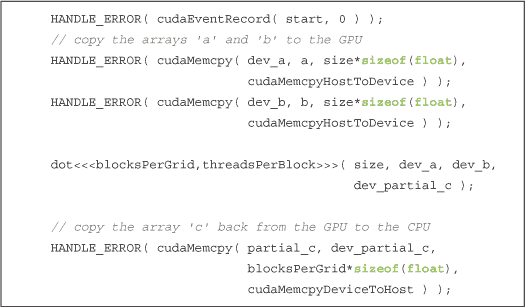 HANDLE_ERROR( cudaEventRecord( start, 0 ) );
// copy the arrays 'a' and 'b' to the GPU
HANDLE_ERROR( cudaMemcpy( dev_a, a, size*sizeof(float),
cudaMemcpyHostToDevice ) );
HANDLE_ERROR( cudaMemcpy( dev_b, b, size*sizeof(float),
cudaMemcpyHostToDevice ) );
dot<<<blocksPerGrid,threadsPerBlock>>>( size, dev_a, dev_b,
dev_partial_c );
// copy the array 'c' back from the GPU to the CPU
HANDLE_ERROR( cudaMemcpy( partial_c, dev_partial_c,
blocksPerGrid*sizeof(float),
cudaMemcpyDeviceToHost ) );